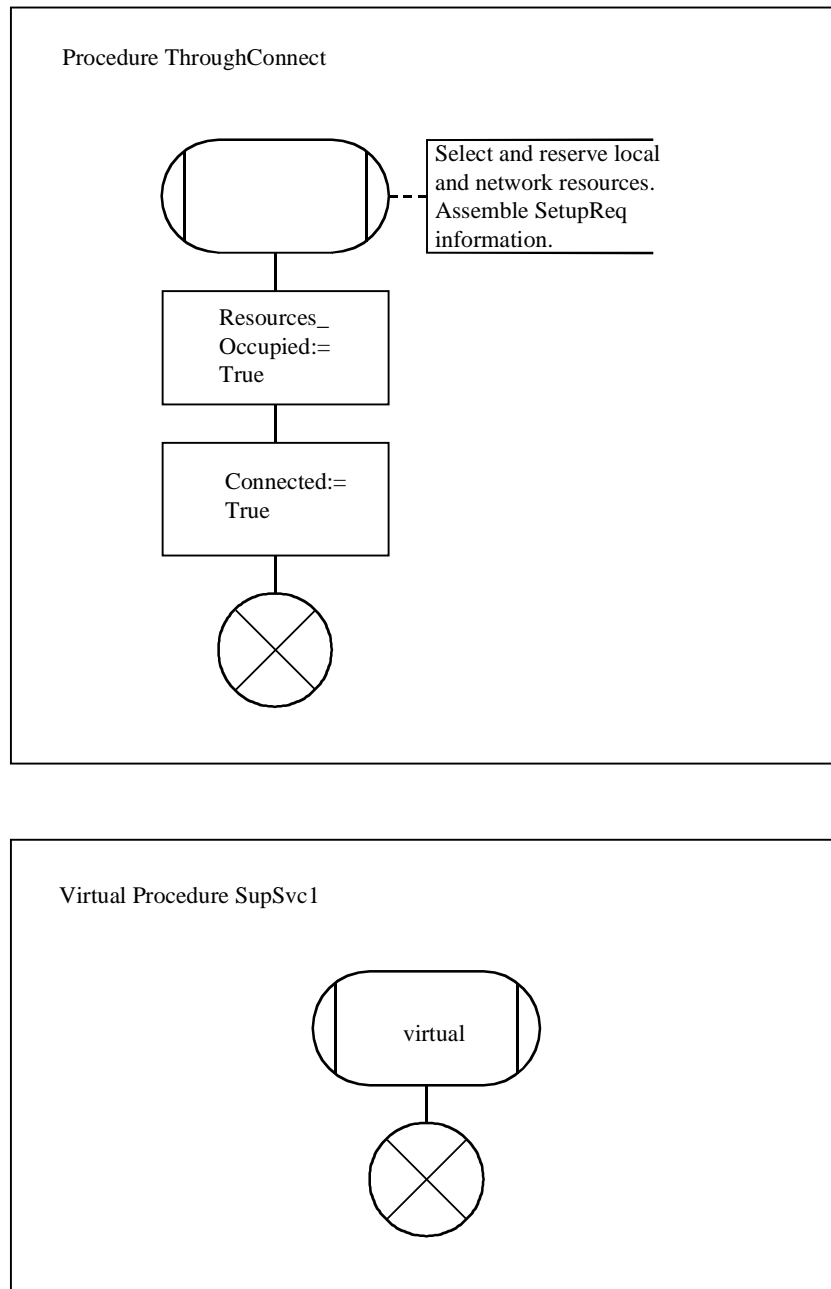 Procedure ThroughConnect
Select and reserve local
and network resources.
Assemble SetupReq
information.
Resources_
Occupied:=
True
Connected:=
True
Virtual Procedure SupSvc1
virtual